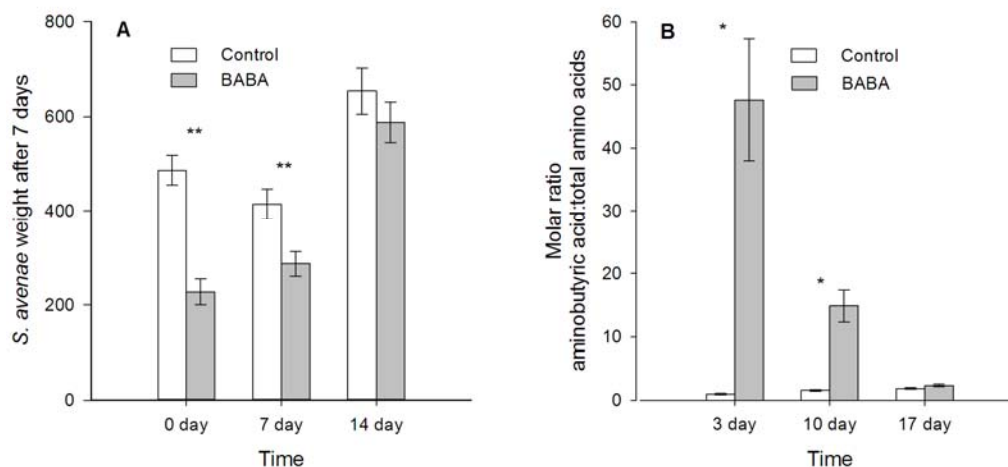 A
Control
BABA
S. avenae weight after 7 days
800
600
400
200
0
**
**
0 day
7 day
14 day
Time
B
Control
BABA
Molar ratio
aminobutyric acid:total amino acids
60
50
40
30
20
10
0
*
*
3 day
10 day
17 day
Time